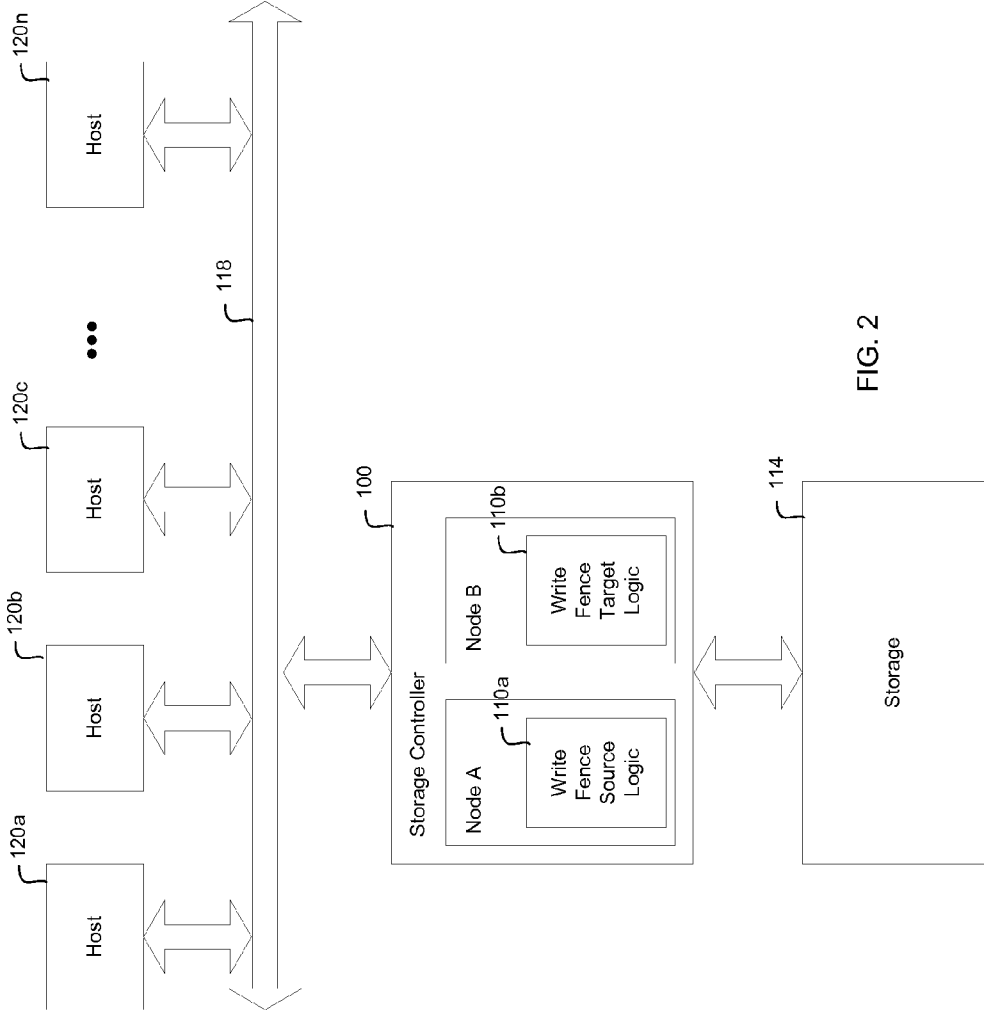 120a
120b
120c
120n
Host
Host
Host
•••
Host
118
100
Storage Controller
Node A
110a
Write
Fence
Source
Logic
Node B
110b
Write
Fence
Target
Logic
114
Storage
FIG. 2